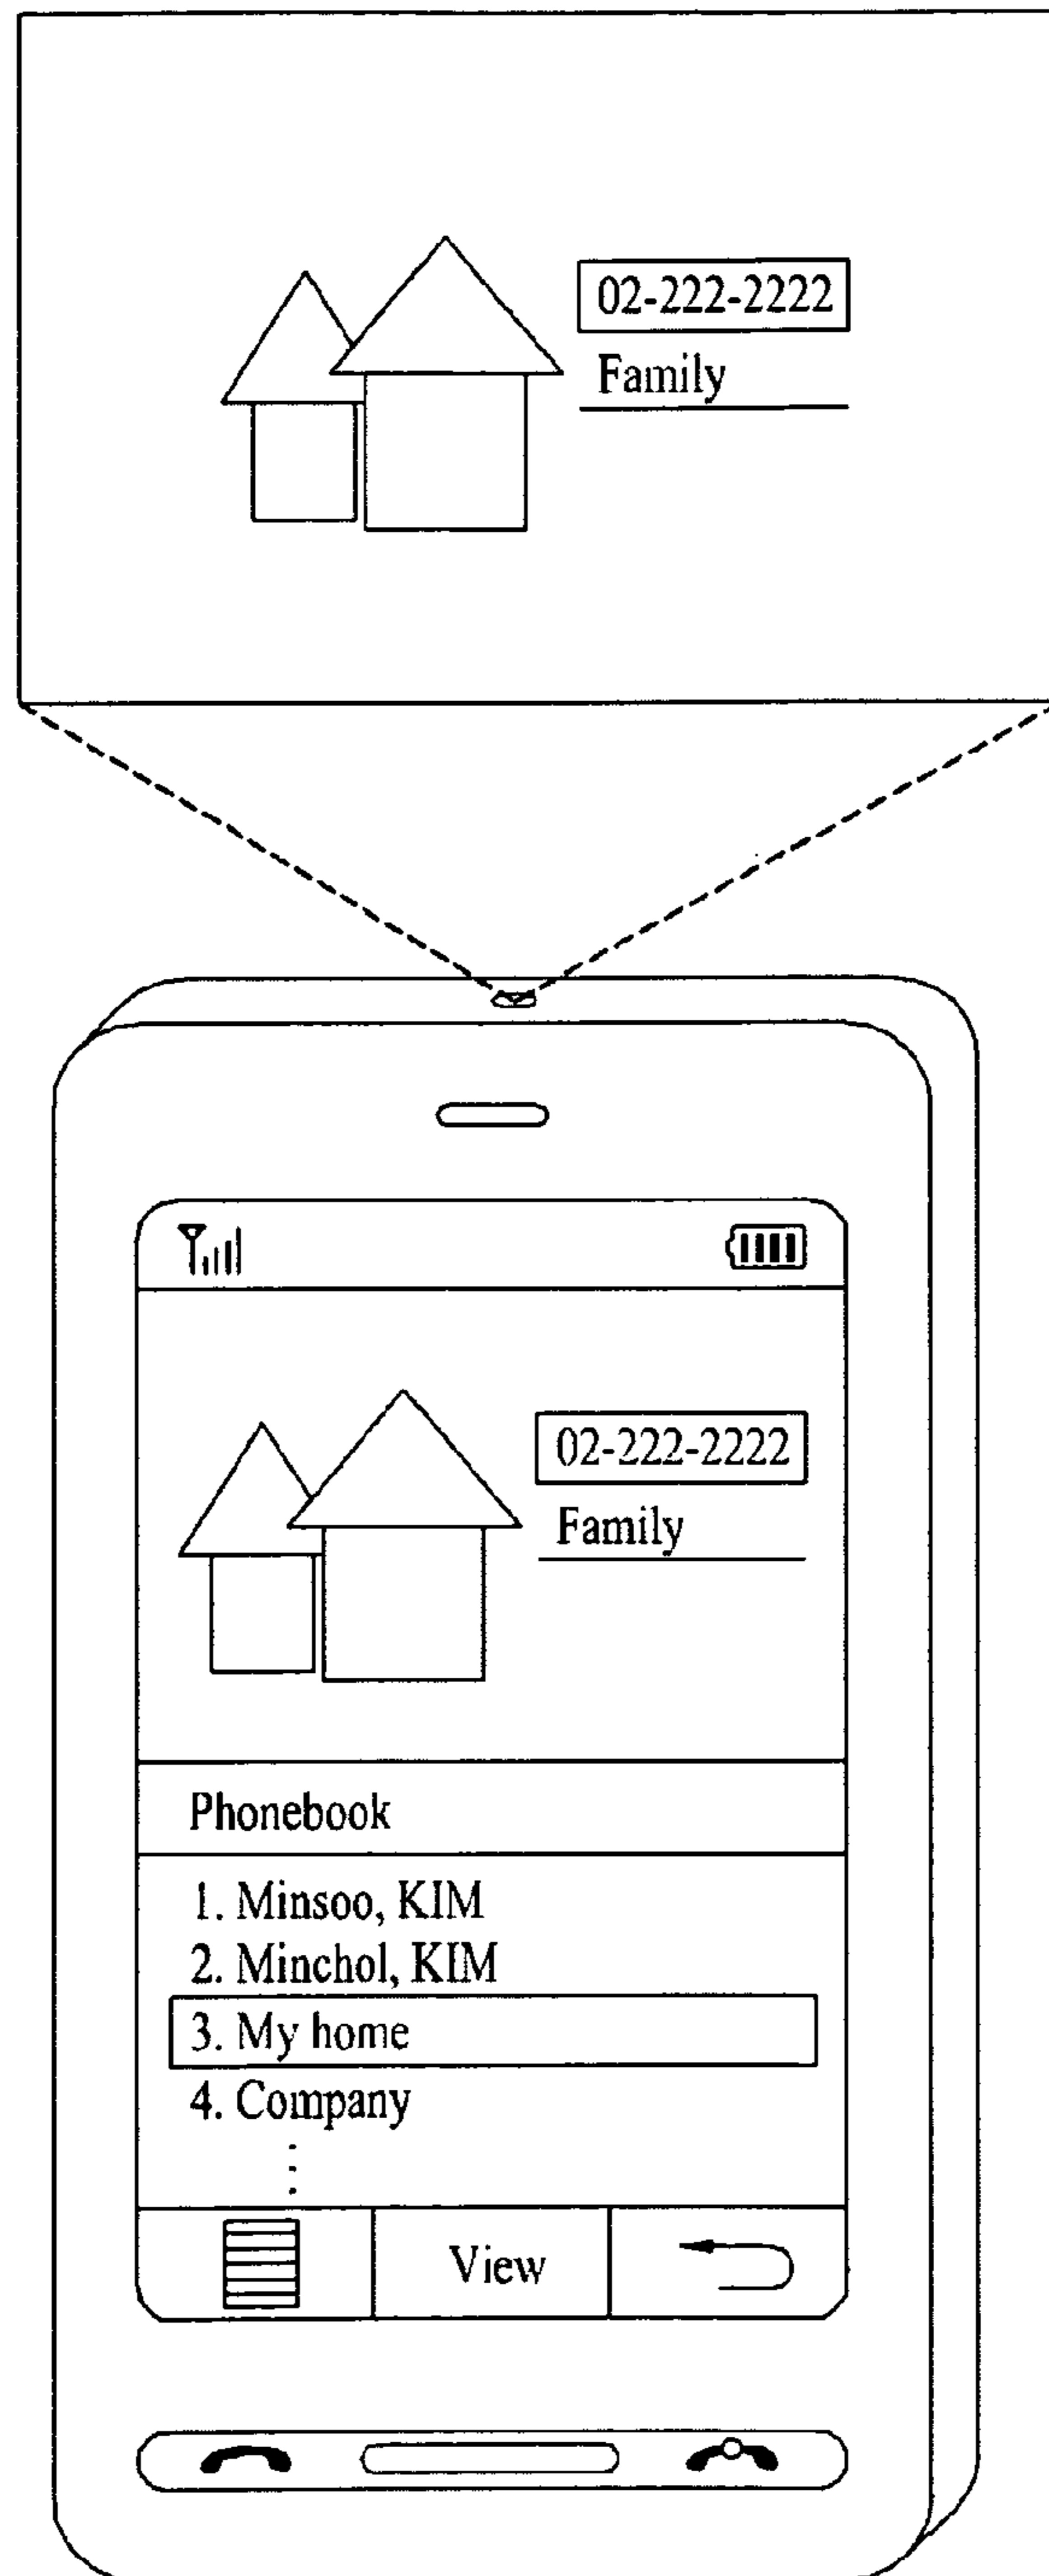 02-222-2222
Family
02-222-2222
Family
Phonebook
1. Minsoo, KIM
2. Minchol, KIM
3. My home
4. Company
View